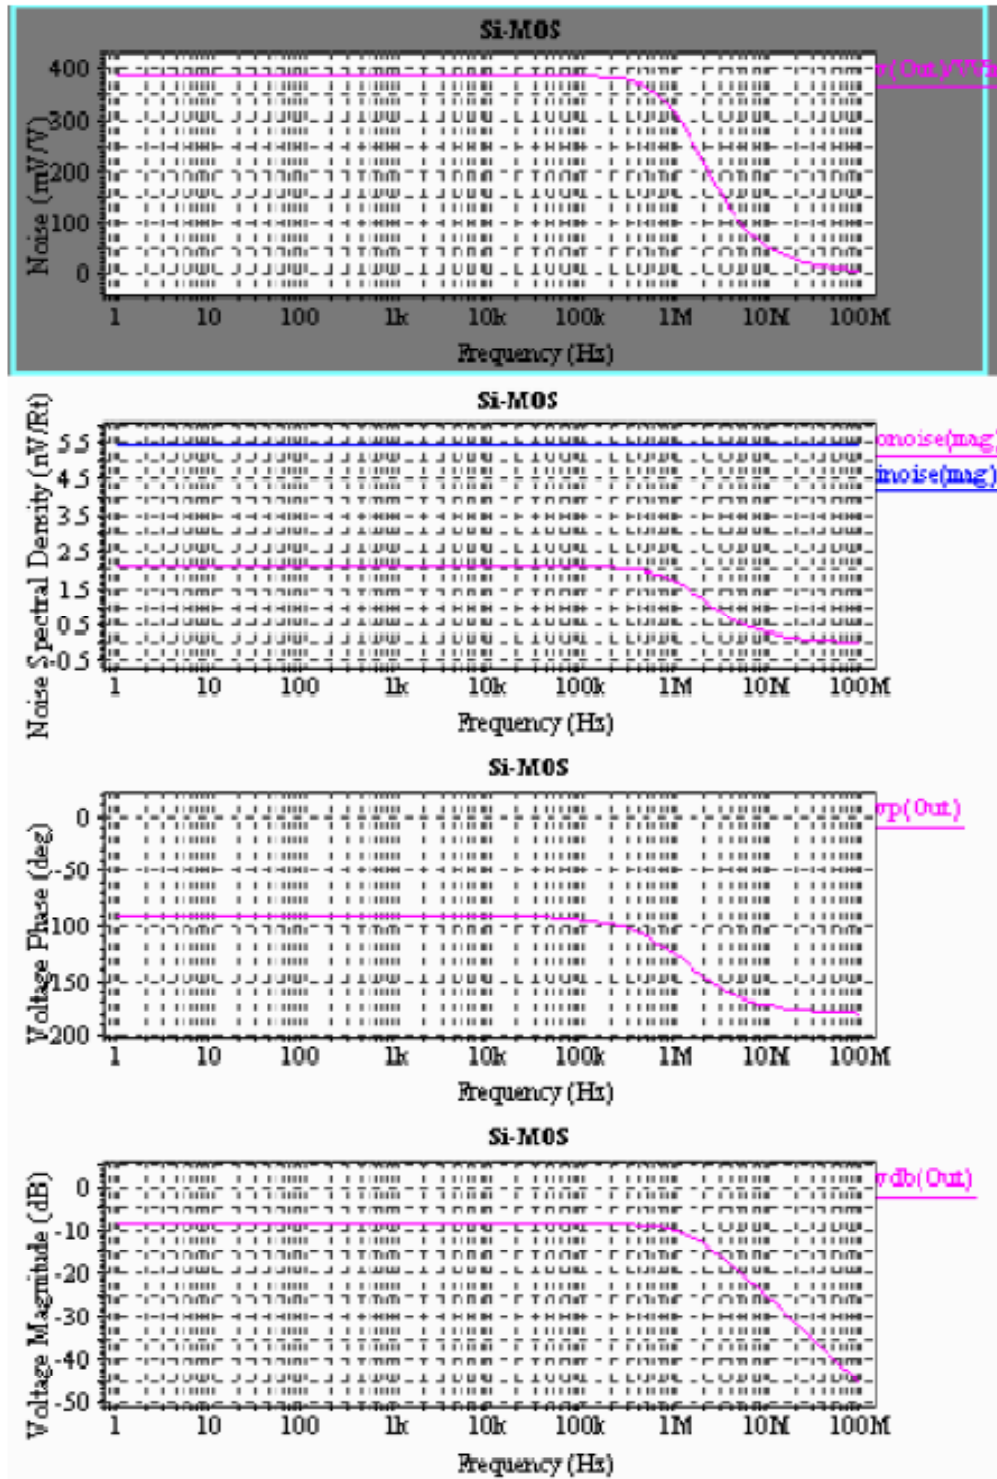 Si-MOS
Noise (mV/V)
400
300
200
100
0
1 10 100 1k 10k 100k 1M 10M 100M
Frequency (Hz)
Si-MOS
Noise Spectral Density (nV/Rt)
5.5
4.5
3.5
2.5
1.5
0.5
-0.5
onoise(mag)
inoise(mag)
1 10 100 1k 10k 100k 1M 10M 100M
Frequency (Hz)
Si-MOS
Voltage Phase (deg)
0
-50
-100
-150
-200
vp(Out)
1 10 100 1k 10k 100k 1M 10M 100M
Frequency (Hz)
Si-MOS
Voltage Magnitude (dB)
0
-10
-20
-30
-40
-50
vdb(Out)
1 10 100 1k 10k 100k 1M 10M 100M
Frequency (Hz)